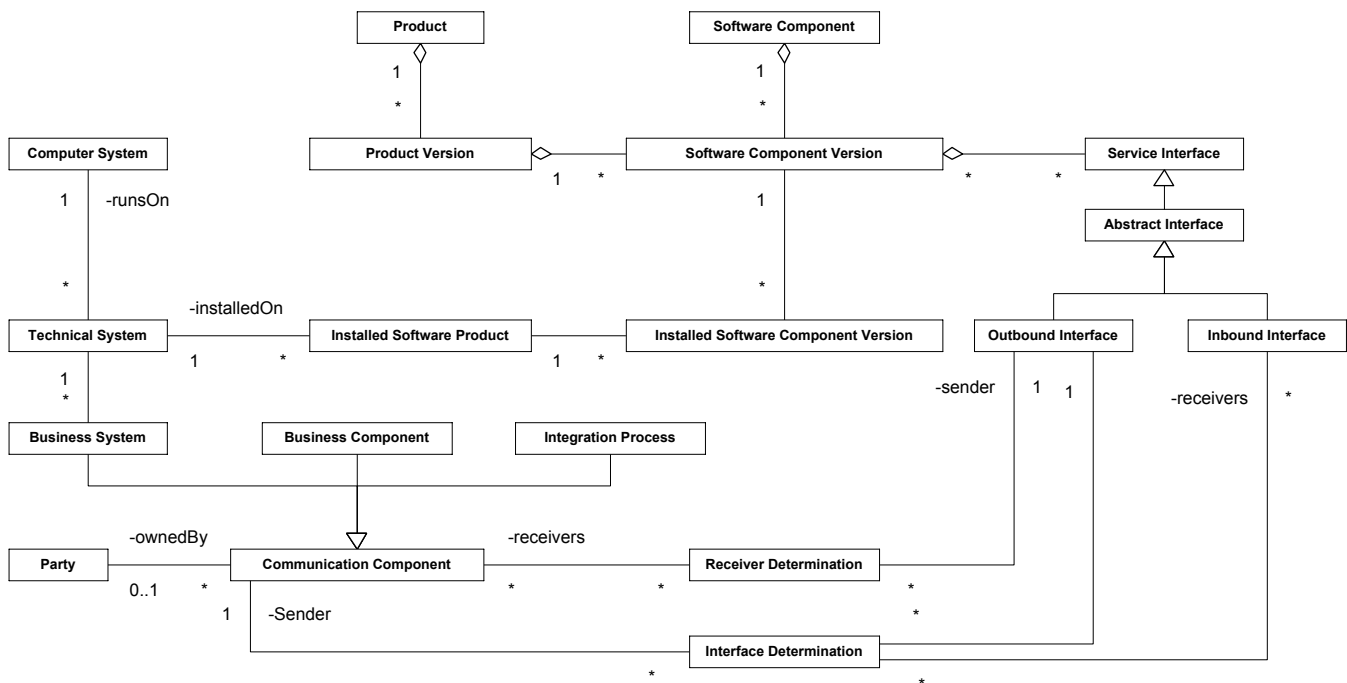 Product
Software Component
1
1
*
*
Computer System
Product Version
Software Component Version
Service Interface
1
*
*
*
1
-runsOn
1
Abstract Interface
*
*
-installedOn
Technical System
Installed Software Product
Installed Software Component Version
Outbound Interface
Inbound Interface
1
*
1
*
1
*
-sender
1
1
-receivers
*
Business System
Business Component
Integration Process
-ownedBy
-receivers
Party
Communication Component
Receiver Determination
0..1
*
*
*
*
*
1
-Sender
Interface Determination
*
*